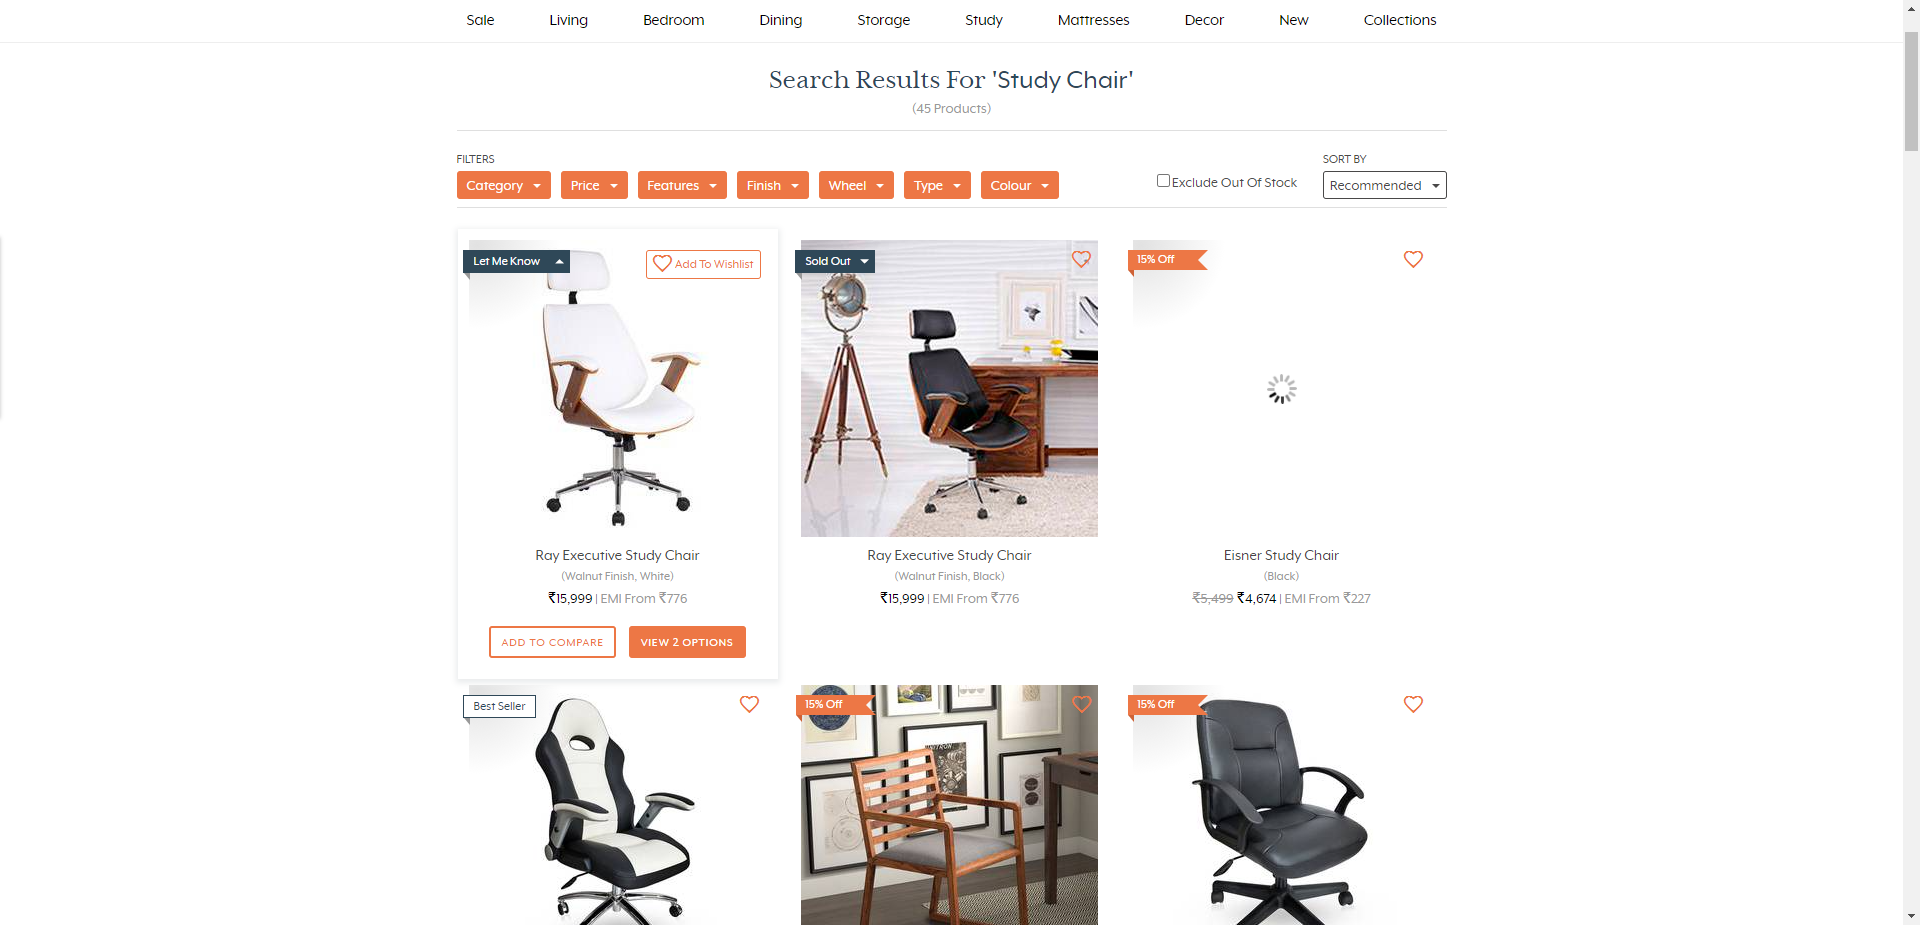 Sale Living Bedroom Dining Storage Study Mattresses Decor New Collections
Search Results For 'Study Chair'
(45 Products)
FILTERS
SORT BY
Category Price Features Finish Wheel Type Colour
Exclude Out Of Stock
Recommended
Let Me Know
Add To Wishlist
Sold Out
15% Off
Ray Executive Study Chair
(Walnut Finish, White)
₹15,999 | EMI From ₹776
ADD TO COMPARE
VIEW 2 OPTIONS
Ray Executive Study Chair
(Walnut Finish, Black)
₹15,999 | EMI From ₹776
Eisner Study Chair
(Black)
₹5,499 ₹4,674 | EMI From ₹227
Best Seller
15% Off
15% Off